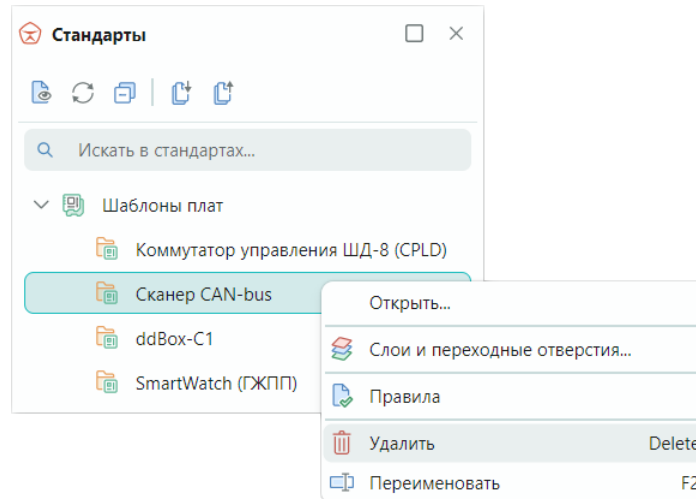 Стандарты
Искать в стандартах...
Шаблоны плат
Коммутатор управления ШД-8 (CPLD)
Сканер CAN-bus
Открыть...
ddBox-C1
Слои и переходные отверстия...
SmartWatch (ГЖПП)
Правила
Удалить Delete
Переименовать F2